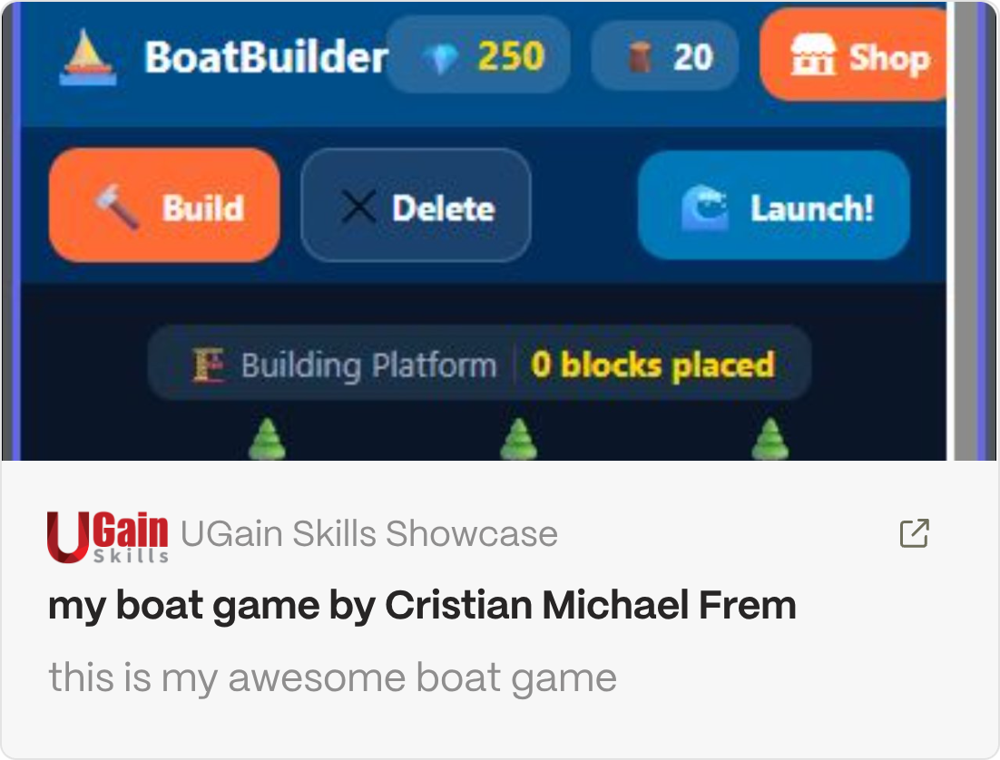 BoatBuilder 250 20 Shop
Build Delete Launch!
Building Platform 0 blocks placed
UGain Skills UGain Skills Showcase
my boat game by Cristian Michael Frem
this is my awesome boat game